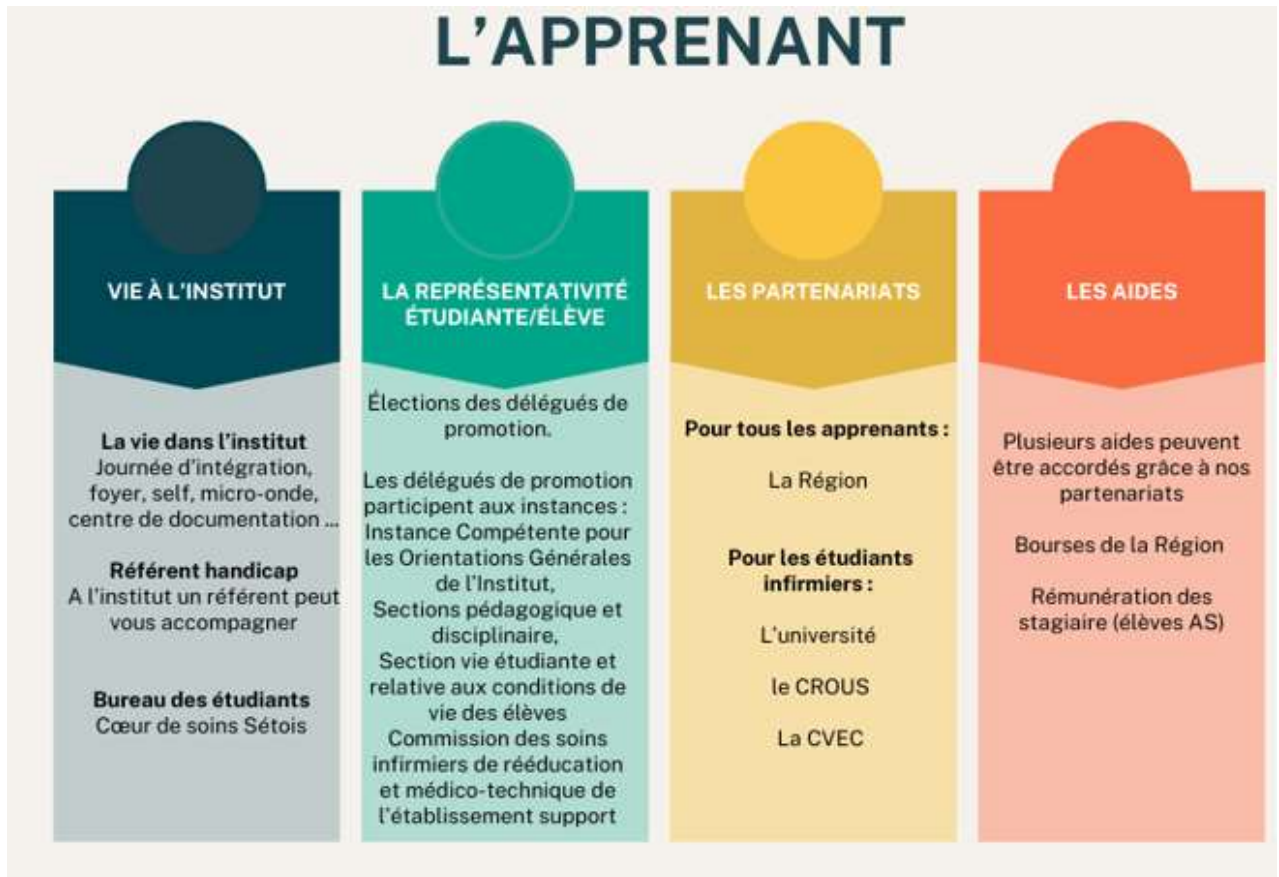 L'APPRENANT
VIE À L'INSTITUT
La vie dans l'institut
Journée d'intégration,
foyer, self, micro-onde,
centre de documentation ...
Référent handicap
A l'institut un référent peut
vous accompagner
Bureau des étudiants
Cœur de soins Sétois
LA REPRÉSENTATIVITÉ
ÉTUDIANTE/ÉLÈVE
Élections des délégués de
promotion.
Les délégués de promotion
participent aux instances :
Instance Compétente pour
les Orientations Générales
de l'Institut,
Sections pédagogique et
disciplinaire,
Section vie étudiante et
relative aux conditions de
vie des élèves
Commission des soins
infirmiers de rééducation
et médico-technique de
l'établissement support
LES PARTENARIATS
Pour tous les apprenants :
La Région
Pour les étudiants
infirmiers :
L'université
le CROUS
La CVEC
LES AIDES
Plusieurs aides peuvent
être accordés grâce à nos
partenariats
Bourses de la Région
Rémunération des
stagiaire (élèves AS)